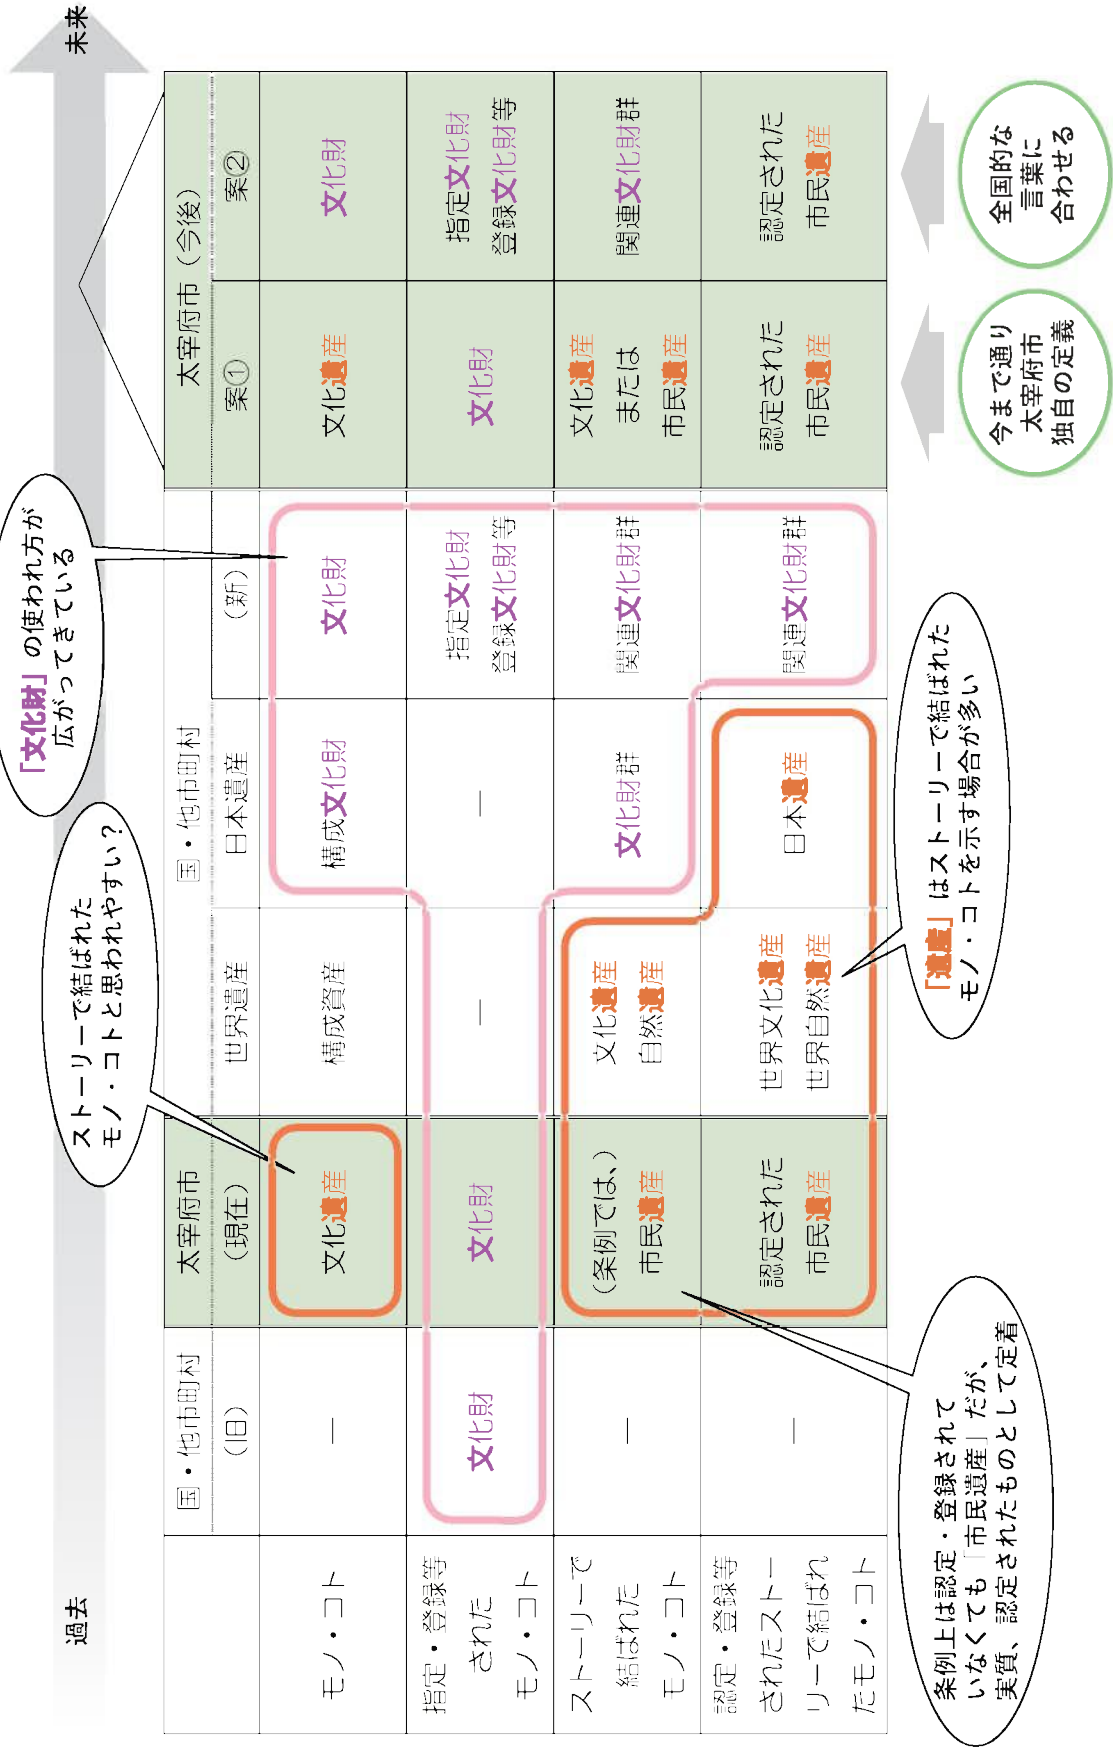 過去
未来
「文化財」の使われ方が
広がってきている
ストーリーで結ばれた
モノ・コトと思われやすい？
国・他市町村
（旧）
太宰府市
（現在）
国・他市町村
世界遺産
日本遺産
（新）
太宰府市（今後）
案①
案②
モノ・コト
―
文化遺産
構成資産
構成文化財
文化財
文化遺産
文化財
指定・登録等
された
モノ・コト
文化財
文化財
―
―
指定文化財
登録文化財等
文化財
指定文化財
登録文化財等
ストーリーで
結ばれた
モノ・コト
―
（条例では、）
市民遺産
文化遺産
自然遺産
文化財群
関連文化財群
文化遺産
または
市民遺産
関連文化財群
認定・登録等
されたストー
リーで結ばれ
たモノ・コト
―
認定された
市民遺産
世界文化遺産
世界自然遺産
日本遺産
関連文化財群
認定された
市民遺産
認定された
市民遺産
条例上は認定・登録されて
いなくても「市民遺産」だが、
実質、認定されたものとして定着
「遺産」はストーリーで結ばれた
モノ・コトを示す場合が多い
今まで通り
太宰府市
独自の定義
全国的な
言葉に
合わせる